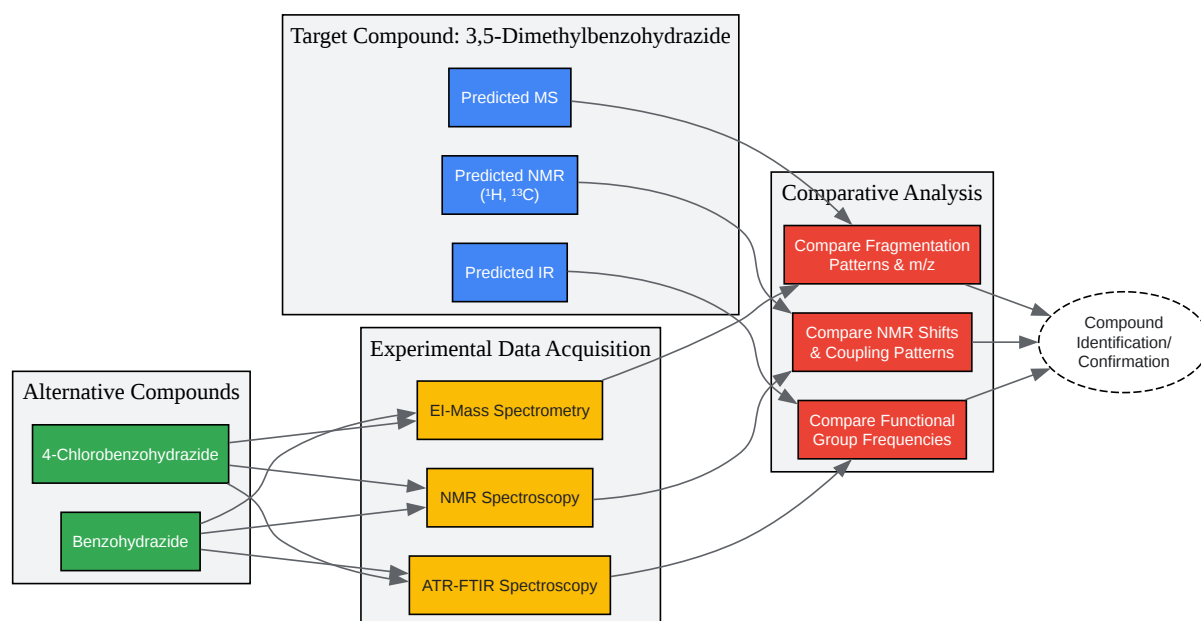 Target Compound: 3,5-Dimethylbenzohydrazide
Predicted MS
Predicted NMR
(¹H, ¹³C)
Predicted IR
Comparative Analysis
Compare Fragmentation
Patterns & m/z
Compare NMR Shifts
& Coupling Patterns
Compare Functional
Group Frequencies
Compound
Identification/
Confirmation
Experimental Data Acquisition
EI-Mass Spectrometry
NMR Spectroscopy
ATR-FTIR Spectroscopy
Alternative Compounds
4-Chlorobenzohydrazide
Benzohydrazide